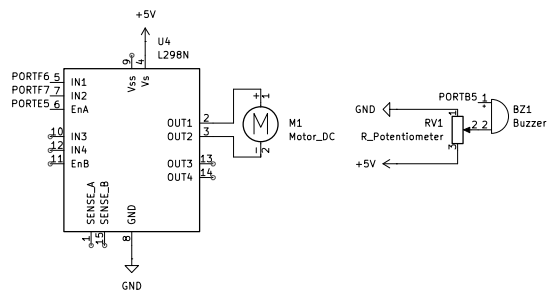 +5V
U4
L298N
9
4
Vss
Vs
PORTF6 5 IN1
PORTF7 7 IN2
PORTE5 6 EnA
10 IN3
12 IN4
11 EnB
OUT1 2
OUT2 3
OUT3 13
OUT4 14
SENSE_A
SENSE_B
GND
1
15
8
GND
+ 1
M
M1
Motor_DC
- 2
PORTB5 1
+
BZ1
Buzzer
GND
1
RV1
R_Potentiometer
2 2
3
+5V